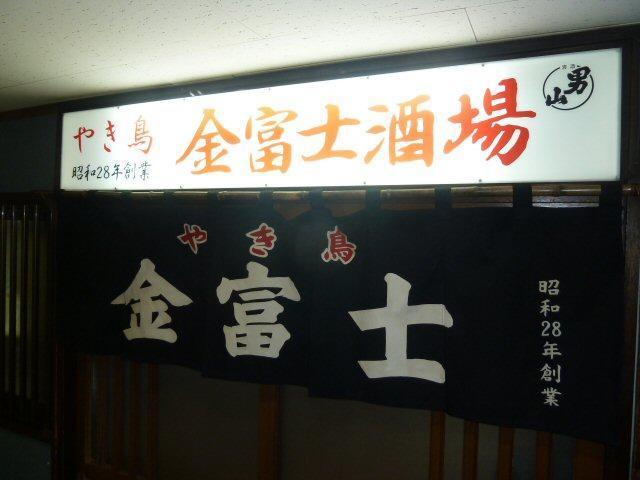 やき鳥
昭和28年創業
金富士酒場
男山
やき鳥
金富士
昭和28年創業